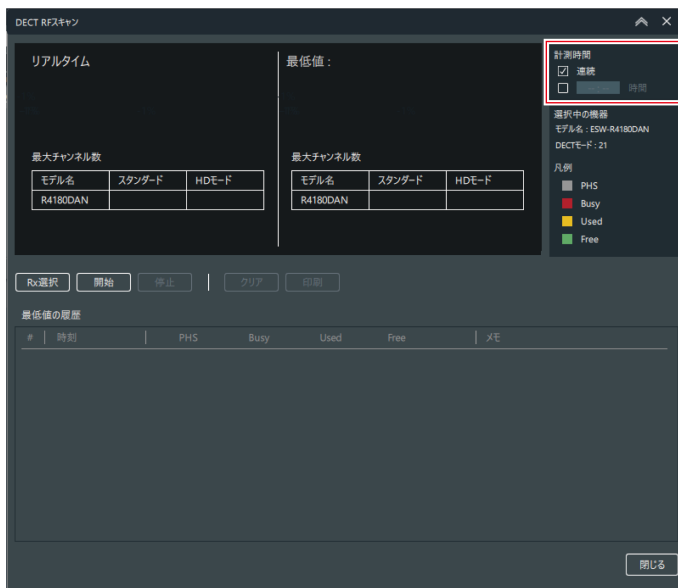 DECT RFスキャン
リアルタイム
最大チャンネル数
モデル名 スタンダード HDモード
R4180DAN
最低値 :
最大チャンネル数
モデル名 スタンダード HDモード
R4180DAN
計測時間
連続
--:-- 時間
選択中の機器
モデル名 : ESW-R4180DAN
DECTモード : 21
凡例
PHS
Busy
Used
Free
Rx選択 開始 停止 クリア 印刷
最低値の履歴
# 時刻 PHS Busy Used Free メモ
閉じる